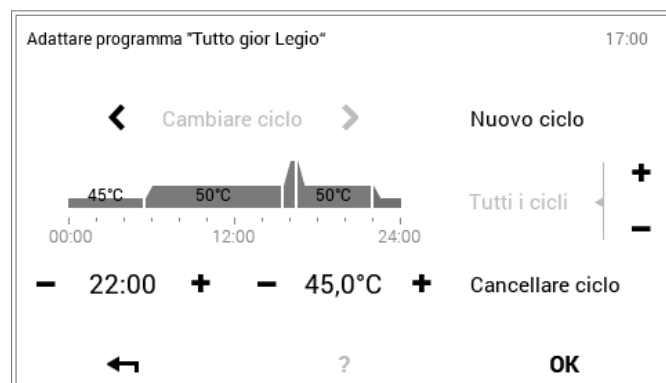 Adattare programma "Tutto gior Legio“ 17:00
Cambiare ciclo Nuovo ciclo
+
45°C 50°C 50°C Tutti i cicli
−
00:00 12:00 24:00
− 22:00 + − 45,0°C + Cancellare ciclo
? OK